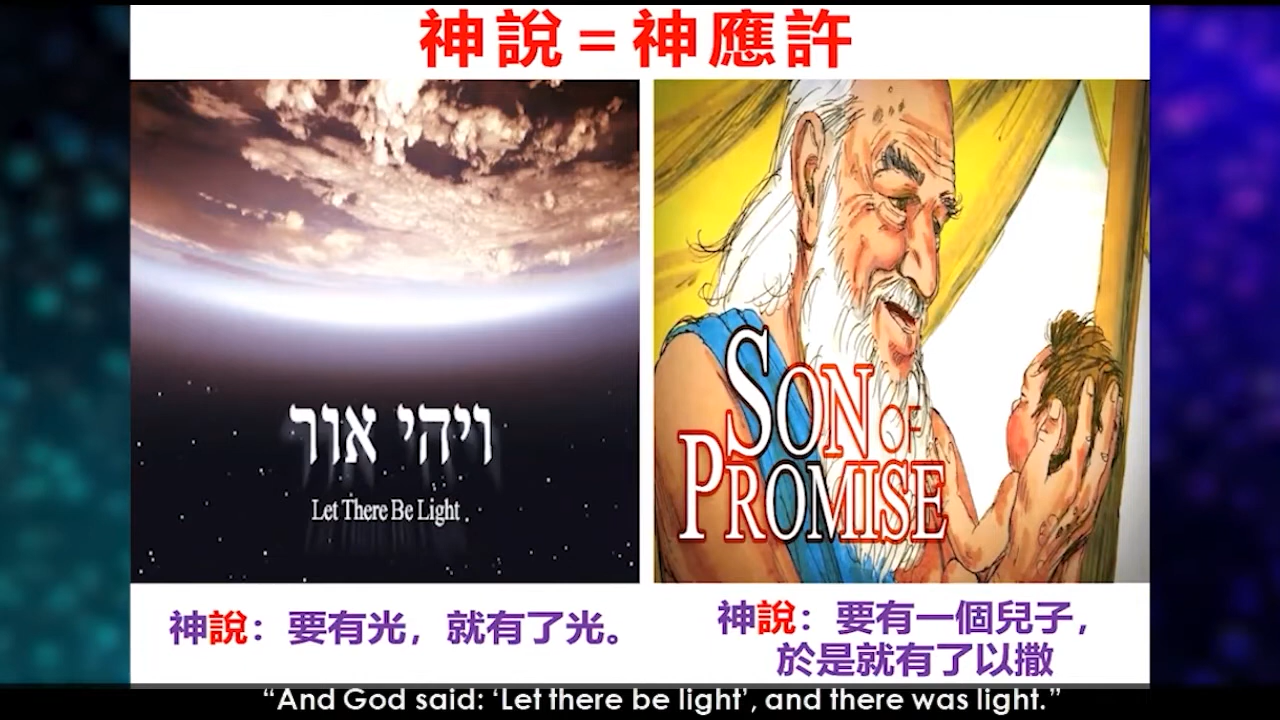 神說=神應許
ויהי אור
Let There Be Light
SON OF
PROMISE
神說：要有光，就有了光。
神說：要有一個兒子，
於是就有了以撒
“And God said: ‘Let there be light’, and there was light.”